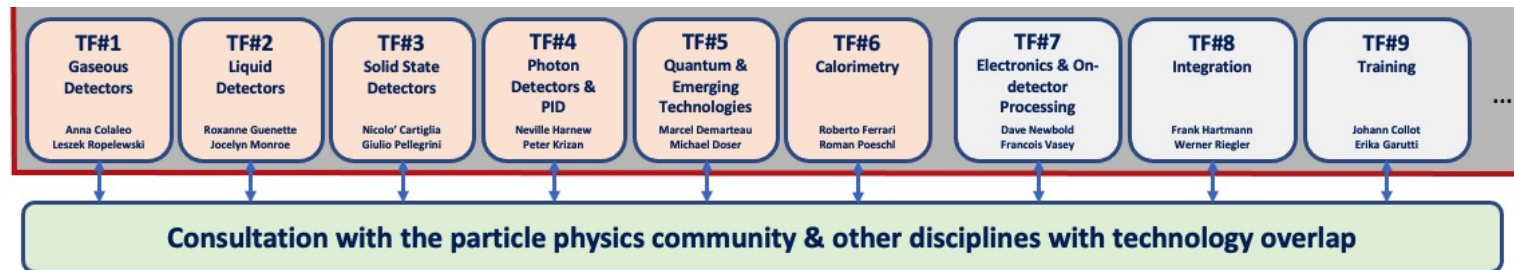 TF#1
Gaseous
Detectors
Anna Colaleo
Leszek Ropelewski
TF#2
Liquid
Detectors
Roxanne Guenette
Jocelyn Monroe
TF#3
Solid State
Detectors
Nicolo' Cartiglia
Giulio Pellegrini
TF#4
Photon
Detectors &
PID
Neville Harnew
Peter Krizan
TF#5
Quantum &
Emerging
Technologies
Marcel Demarteau
Michael Doser
TF#6
Calorimetry
Roberto Ferrari
Roman Poeschl
TF#7
Electronics & On-
detector
Processing
Dave Newbold
Francois Vasey
TF#8
Integration
Frank Hartmann
Werner Riegler
TF#9
Training
Johann Collot
Erika Garutti
...
Consultation with the particle physics community & other disciplines with technology overlap